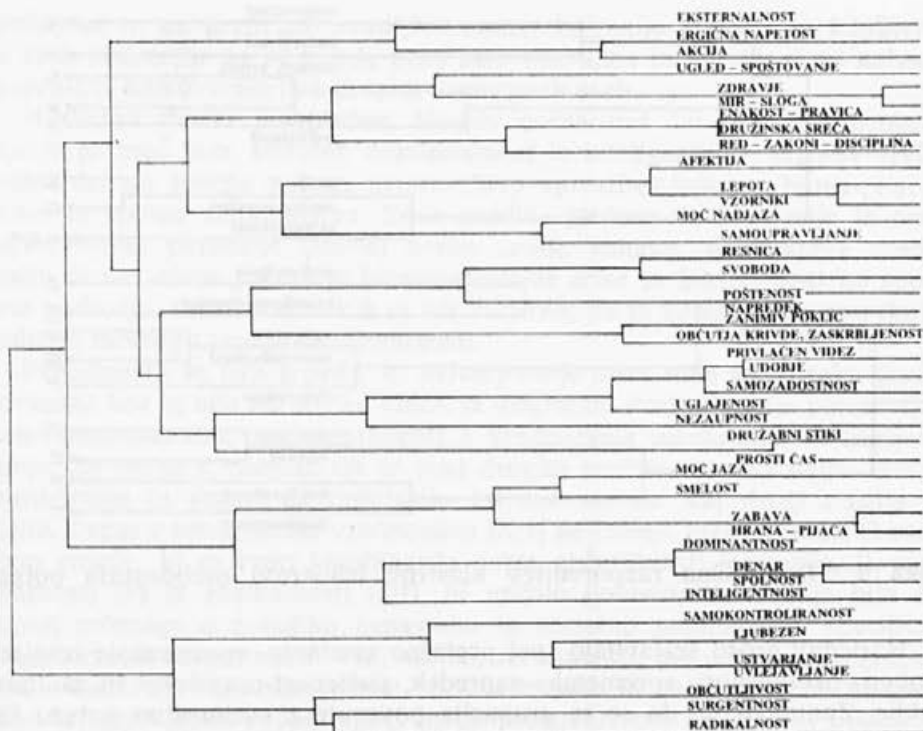 EKSTERNALNOST
ERGIČNA NAPETOST
AKCIJA
UGLED – SPOŠTOVANJE
ZDRAVJE
MIR – SLOGA
ENAKOST – PRAVICA
DRUŽINSKA SREČA
RED – ZAKONI – DISCIPLINA
AFEKTIJA
LEPOTA
VZORNIKI
MOČ NADJAZA
SAMOUPRAVLJANJE
RESNICA
SVOBODA
POŠTENOST
NAPREDEK
ZANIMIV POKLIC
OBČUTJA KRIVDE, ZASKRBLJENOST
PRIVLAČEN VIDEZ
UDOBJE
SAMOZADOSTNOST
UGLAJENOST
NEZAUPNOST
DRUŽABNI STIKI
PROSTI ČAS
MOČ JAZA
SMELOST
ZABAVA
HRANA – PIJAČA
DOMINANTNOST
DENAR
SPOLNOST
INTELIGENTNOST
SAMOKONTROLIRANOST
LJUBEZEN
USTVARJANJE
UVELJAVLJANJE
OBČUTLJIVOST
SURGENTNOST
RADIKALNOST